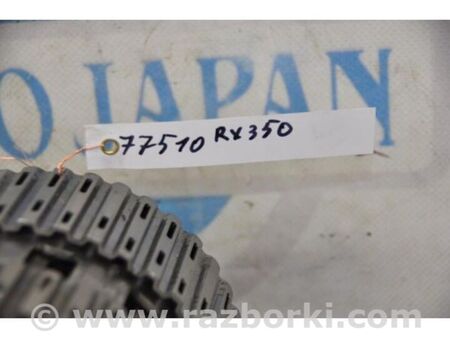 O JAPAN
77510 RX350
www.razborki.com